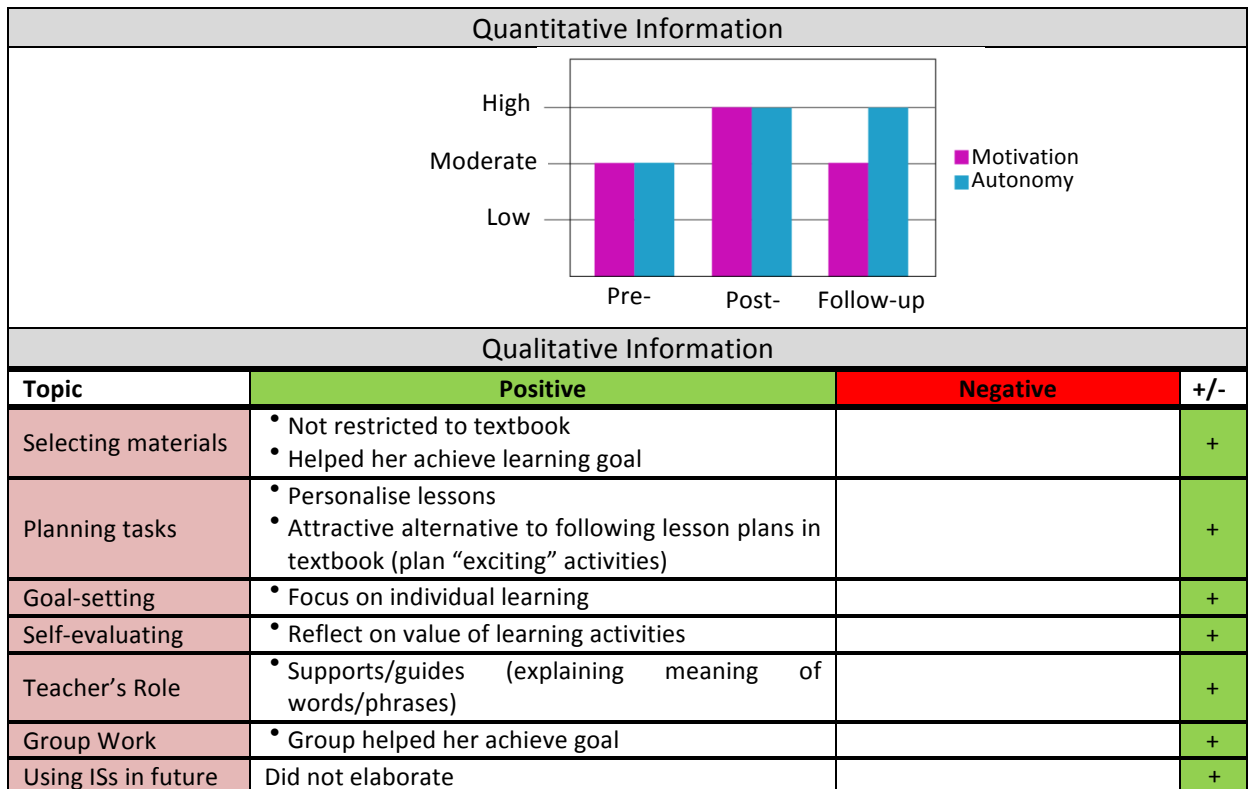 Quantitative Information
High
Moderate
Low
Motivation
Autonomy
Pre-
Post-
Follow-up
Qualitative Information
Topic
Positive
Negative
+/-
Selecting materials
• Not restricted to textbook
• Helped her achieve learning goal
+
Planning tasks
• Personalise lessons
• Attractive alternative to following lesson plans in
textbook (plan “exciting” activities)
+
Goal-setting
• Focus on individual learning
+
Self-evaluating
• Reflect on value of learning activities
+
Teacher’s Role
• Supports/guides (explaining meaning of
words/phrases)
+
Group Work
• Group helped her achieve goal
+
Using ISs in future
Did not elaborate
+